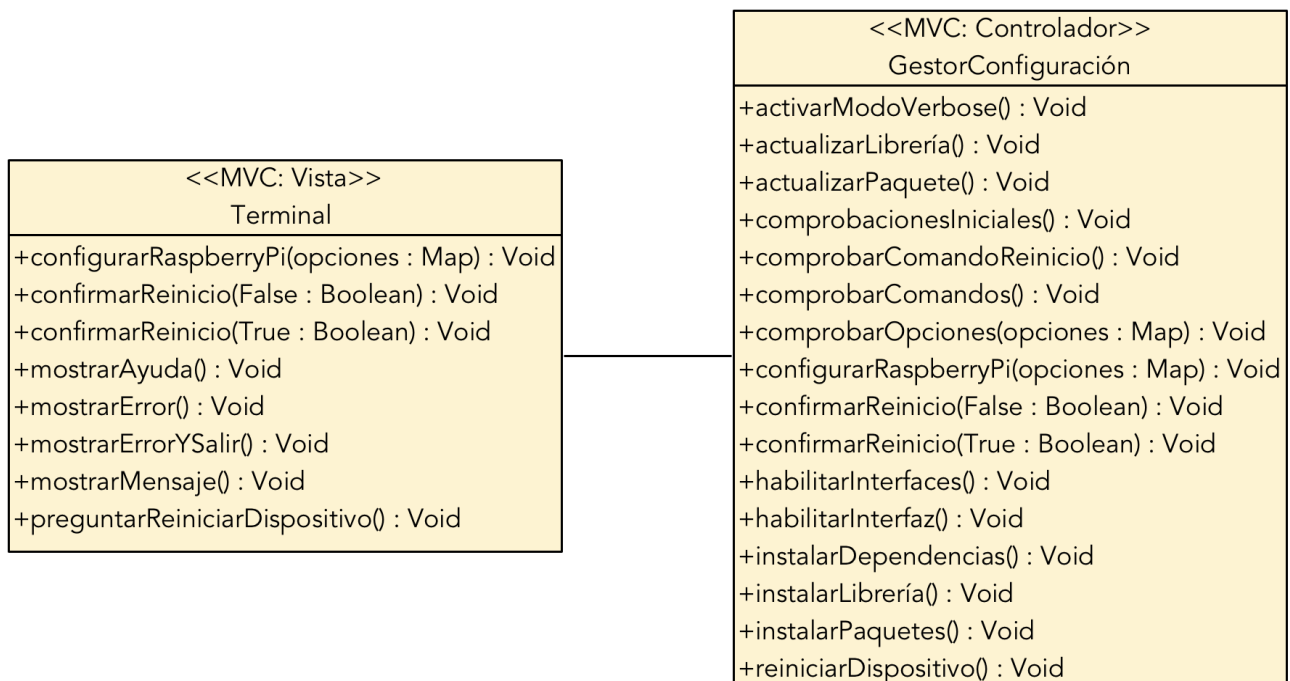 <<MVC: Vista>>
Terminal
+configurarRaspberryPi(opciones : Map) : Void
+confirmarReinicio(False : Boolean) : Void
+confirmarReinicio(True : Boolean) : Void
+mostrarAyuda() : Void
+mostrarError() : Void
+mostrarErrorYSalir() : Void
+mostrarMensaje() : Void
+preguntarReiniciarDispositivo() : Void
<<MVC: Controlador>>
GestorConfiguración
+activarModoVerbose() : Void
+actualizarLibrería() : Void
+actualizarPaquete() : Void
+comprobacionesIniciales() : Void
+comprobarComandoReinicio() : Void
+comprobarComandos() : Void
+comprobarOpciones(opciones : Map) : Void
+configurarRaspberryPi(opciones : Map) : Void
+confirmarReinicio(False : Boolean) : Void
+confirmarReinicio(True : Boolean) : Void
+habilitarInterfaces() : Void
+habilitarInterfaz() : Void
+instalarDependencias() : Void
+instalarLibrería() : Void
+instalarPaquetes() : Void
+reiniciarDispositivo() : Void